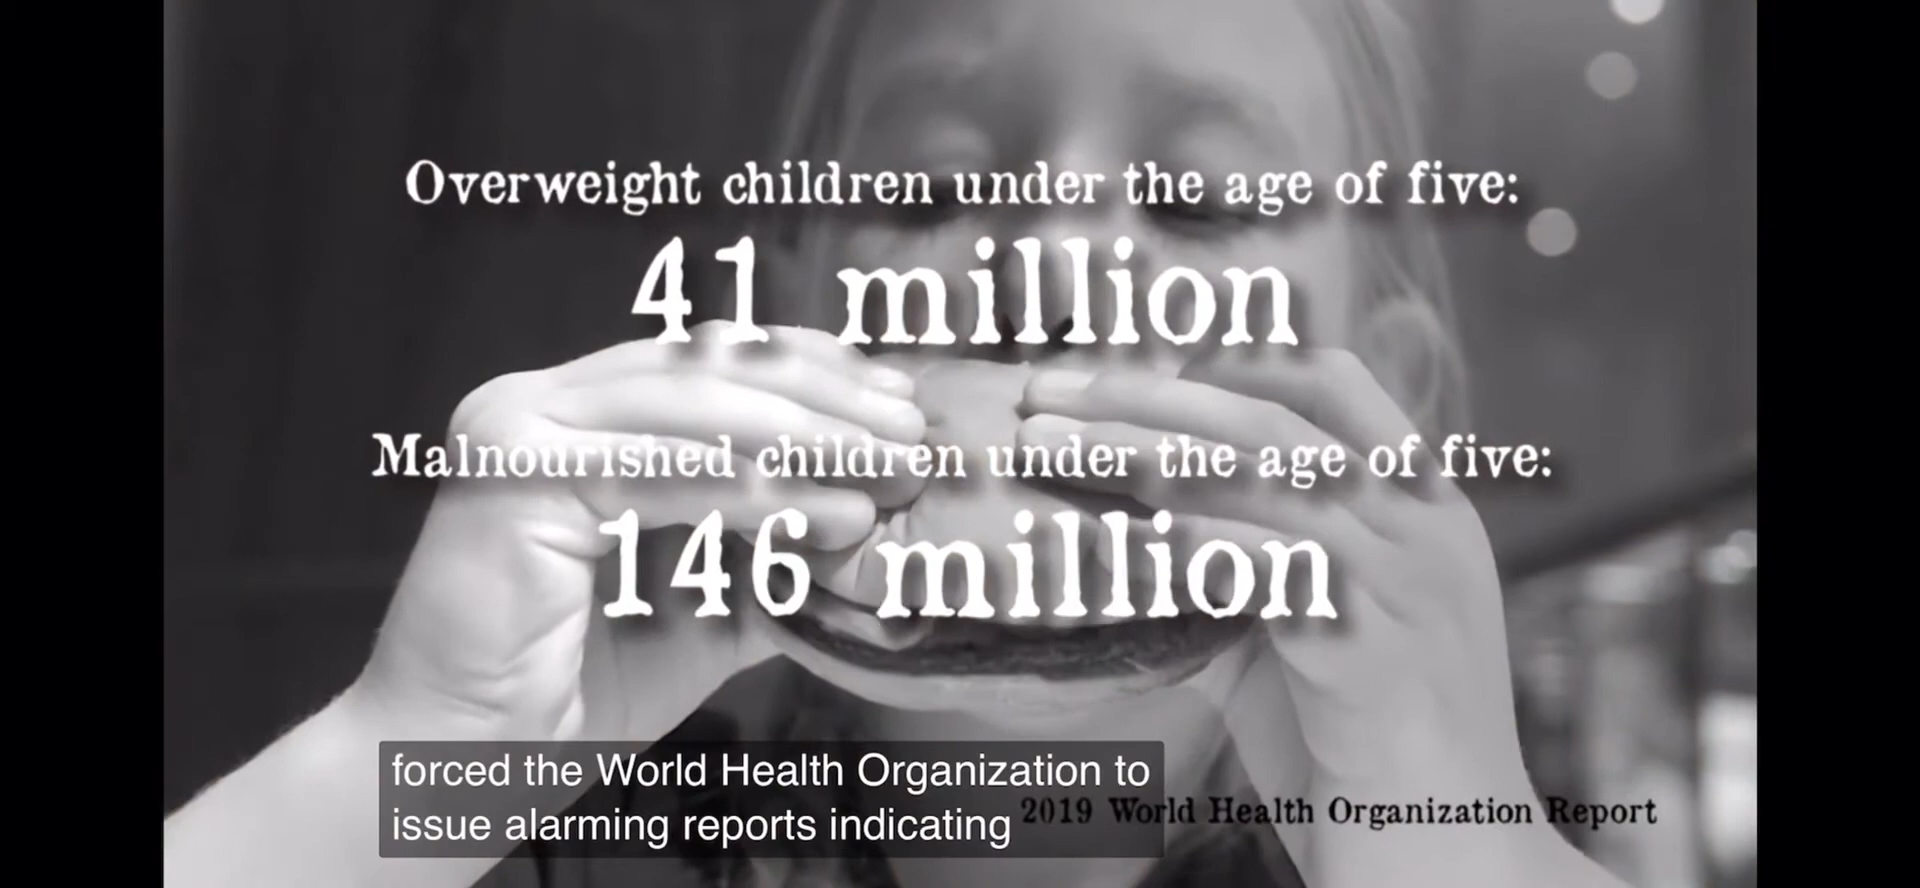 Overweight children under the age of five:
41 million
Malnourished children under the age of five:
146 million
forced the World Health Organization to
issue alarming reports indicating
2019 World Health Organization Report